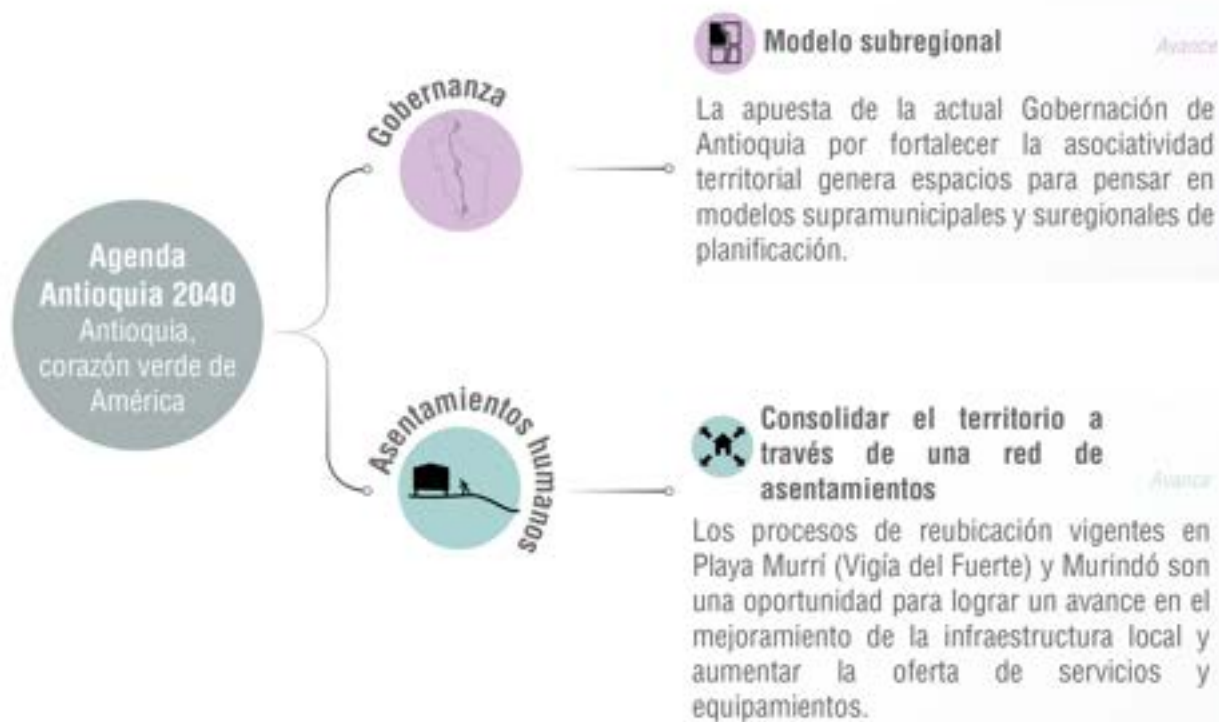 Agenda
Antioquia 2040
Antioquia,
corazón verde de
América
Gobernanza
Modelo subregional
Avance
La apuesta de la actual Gobernación de
Antioquia por fortalecer la asociatividad
territorial genera espacios para pensar en
modelos supramunicipales y suregionales de
planificación.
Asentamientos humanos
Consolidar el territorio a
través de una red de
asentamientos
Avance
Los procesos de reubicación vigentes en
Playa Murrí (Vigía del Fuerte) y Murindó son
una oportunidad para lograr un avance en el
mejoramiento de la infraestructura local y
aumentar la oferta de servicios y
equipamientos.